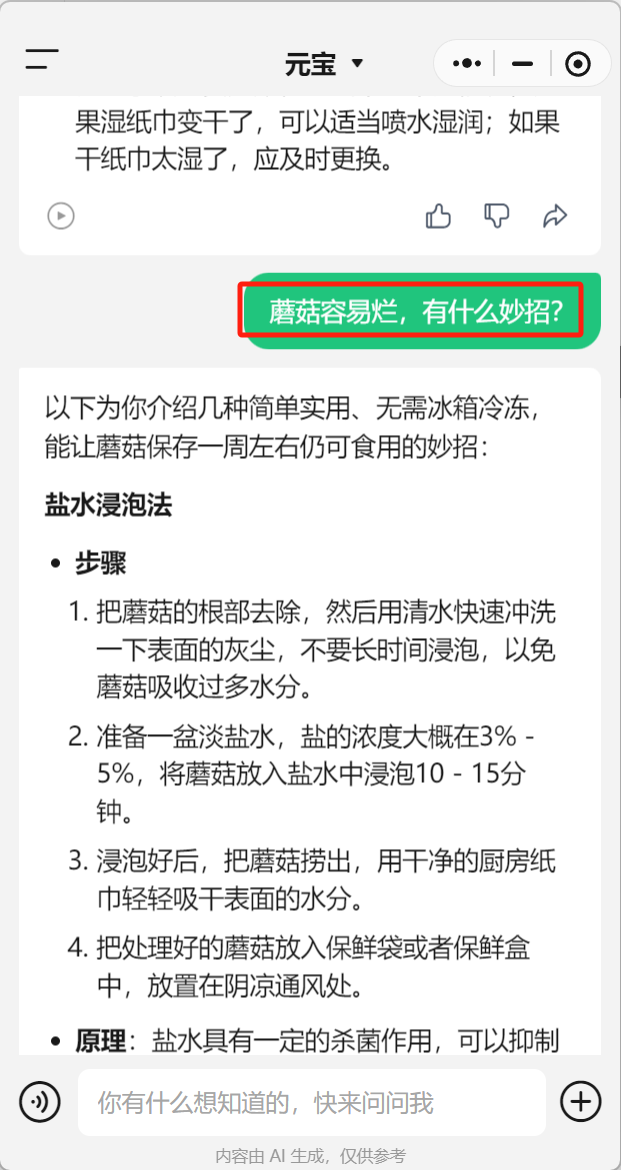 元宝
果湿纸巾变干了，可以适当喷水湿润；如果
干纸巾太湿了，应及时更换。
蘑菇容易烂，有什么妙招？
以下为你介绍几种简单实用、无需冰箱冷冻，
能让蘑菇保存一周左右仍可食用的妙招：
盐水浸泡法
• 步骤
1. 把蘑菇的根部去除，然后用清水快速冲洗
一下表面的灰尘，不要长时间浸泡，以免
蘑菇吸收过多水分。
2. 准备一盆淡盐水，盐的浓度大概在3% -
5%，将蘑菇放入盐水中浸泡10 - 15分
钟。
3. 浸泡好后，把蘑菇捞出，用干净的厨房纸
巾轻轻吸干表面的水分。
4. 把处理好的蘑菇放入保鲜袋或者保鲜盒
中，放置在阴凉通风处。
• 原理：盐水具有一定的杀菌作用，可以抑制
你有什么想知道的，快来问问我
内容由 AI 生成，仅供参考